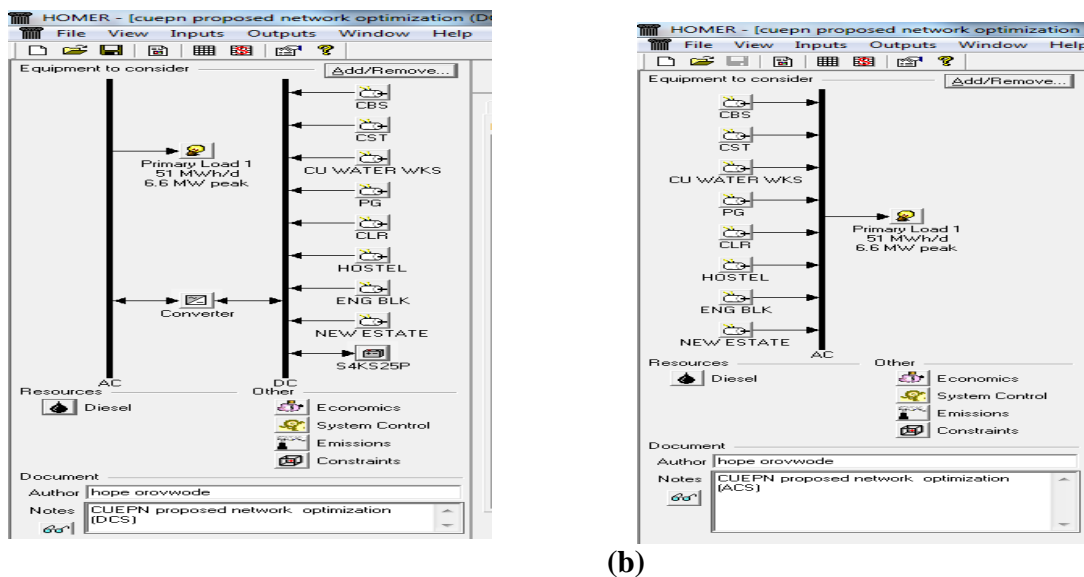 HOMER - [cuepn proposed network optimization (D
File View Inputs Outputs Window Help
Equipment to consider
Add/Remove...
CBS
CST
Primary Load 1
51 MWh/d
6.6 MW peak
CU WATER WKS
PG
CLR
HOSTEL
ENG BLK
Converter
NEW ESTATE
S4KS25P
AC
DC
Resources
Other
Diesel
Economics
System Control
Emissions
Constraints
Document
Author hope orovwode
Notes CUEPN proposed network optimization
(DCS)
HOMER - [cuepn proposed network optimization
File View Inputs Outputs Window Help
Equipment to consider
Add/Remove...
CBS
CST
CU WATER WKS
PG
Primary Load 1
51 MWh/d
6.6 MW peak
CLR
HOSTEL
ENG BLK
NEW ESTATE
AC
Resources
Other
Diesel
Economics
System Control
Emissions
Constraints
Document
Author hope orovwode
Notes CUEPN proposed network optimization
(ACS)
(b)